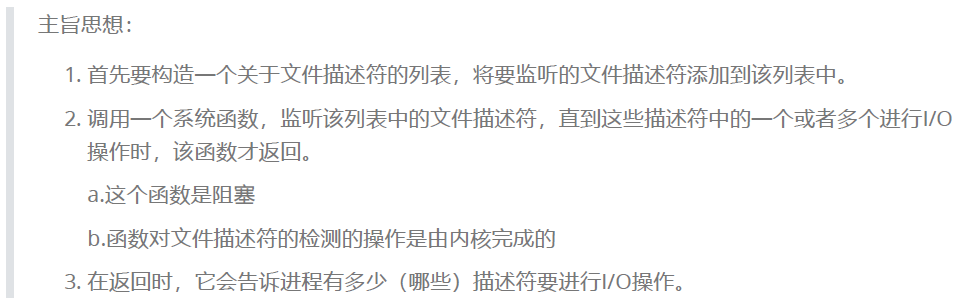 主旨思想：
1. 首先要构造一个关于文件描述符的列表，将要监听的文件描述符添加到该列表中。
2. 调用一个系统函数，监听该列表中的文件描述符，直到这些描述符中的一个或者多个进行I/O
操作时，该函数才返回。
a.这个函数是阻塞
b.函数对文件描述符的检测的操作是由内核完成的
3. 在返回时，它会告诉进程有多少（哪些）描述符要进行I/O操作。